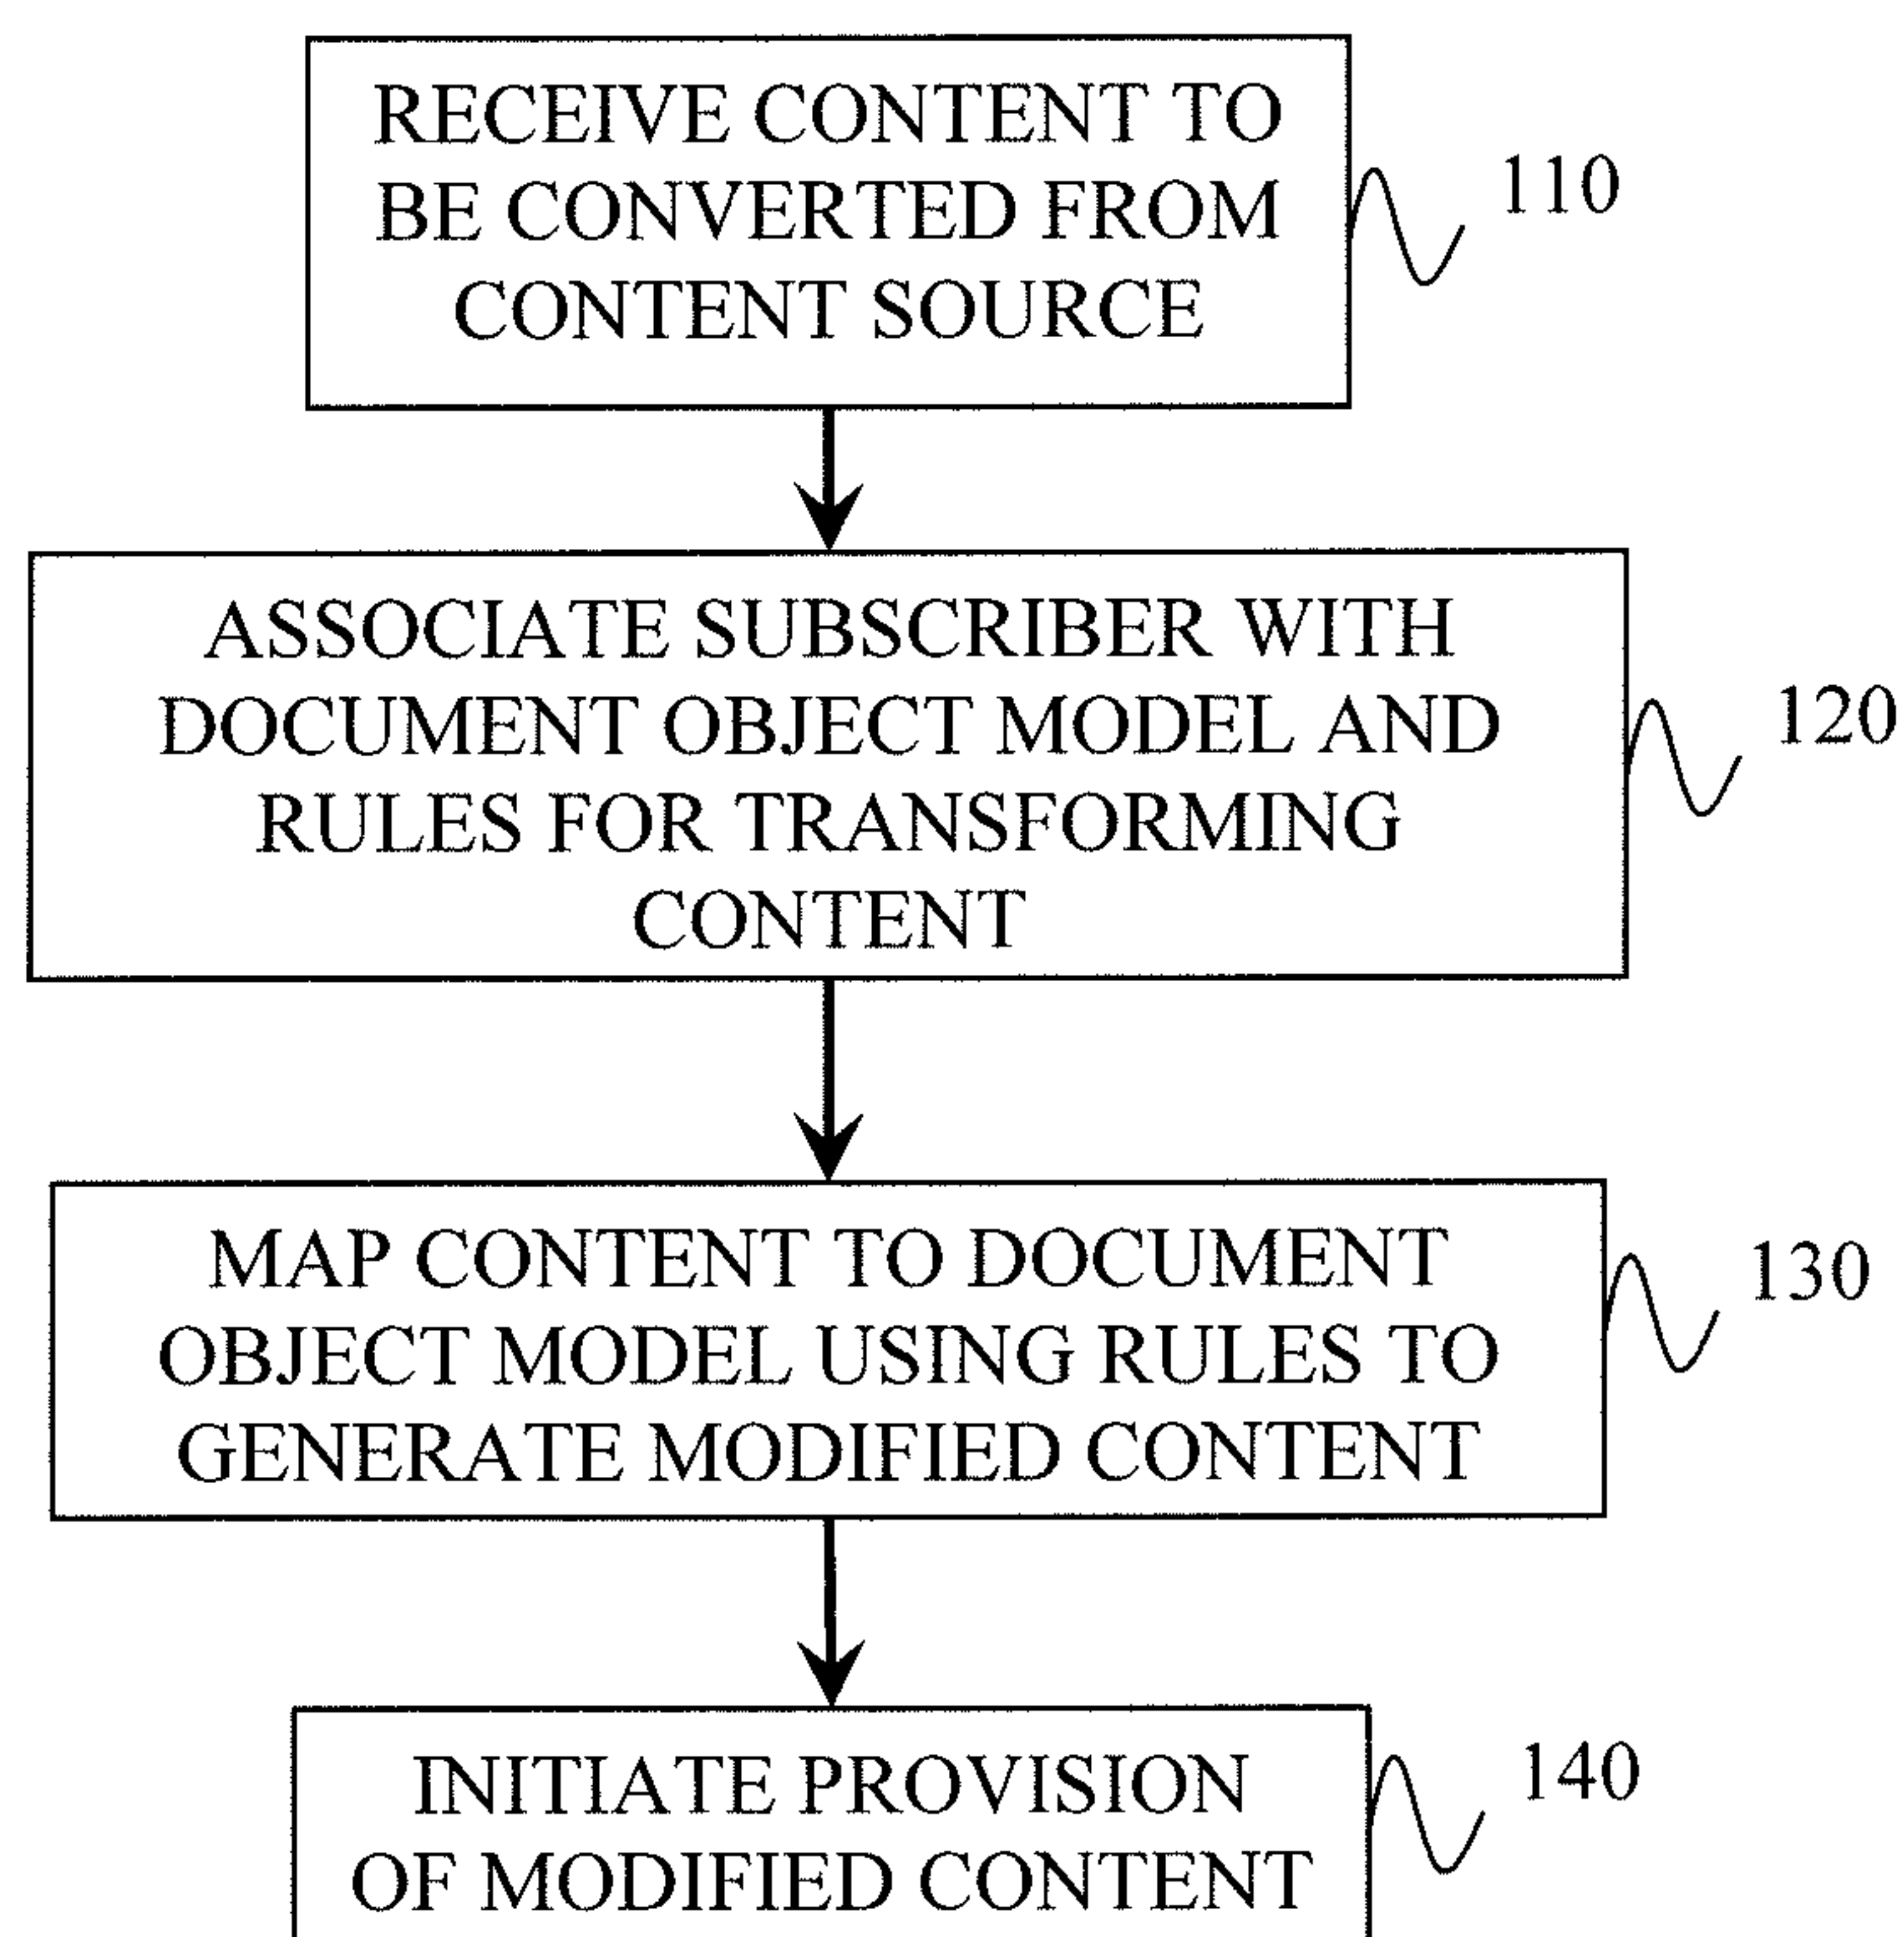 RECEIVE CONTENT TO
BE CONVERTED FROM
CONTENT SOURCE
110
ASSOCIATE SUBSCRIBER WITH
DOCUMENT OBJECT MODEL AND
RULES FOR TRANSFORMING
CONTENT
120
MAP CONTENT TO DOCUMENT
OBJECT MODEL USING RULES TO
GENERATE MODIFIED CONTENT
130
INITIATE PROVISION
OF MODIFIED CONTENT
140